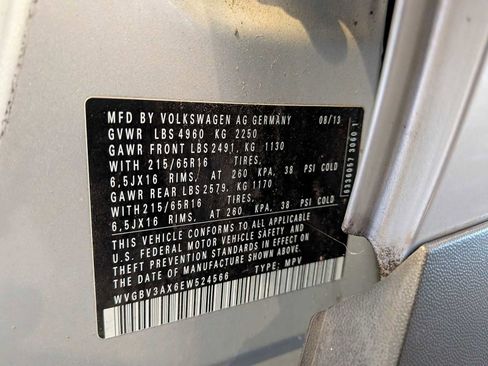 MFD BY VOLKSWAGEN AG GERMANY 08/13
GVWR LBS 4960 KG 2250
GAWR FRONT LBS 2491, KG 1130
WITH 215/65R16 TIRES,
6,5JX16 RIMS, AT 260 KPA, 38 PSI COLD
GAWR REAR LBS 2579, KG 1170
WITH 215/65R16 TIRES,
6,5JX16 RIMS, AT 260 KPA, 38 PSI COLD
THIS VEHICLE CONFORMS TO ALL APPLICABLE
U.S. FEDERAL MOTOR VEHICLE SAFETY AND
THEFT PREVENTION STANDARDS IN EFFECT ON
THE DATE OF MANUFACTURE SHOWN ABOVE.
WVGBV3AX6EW524566 TYPE: MPV